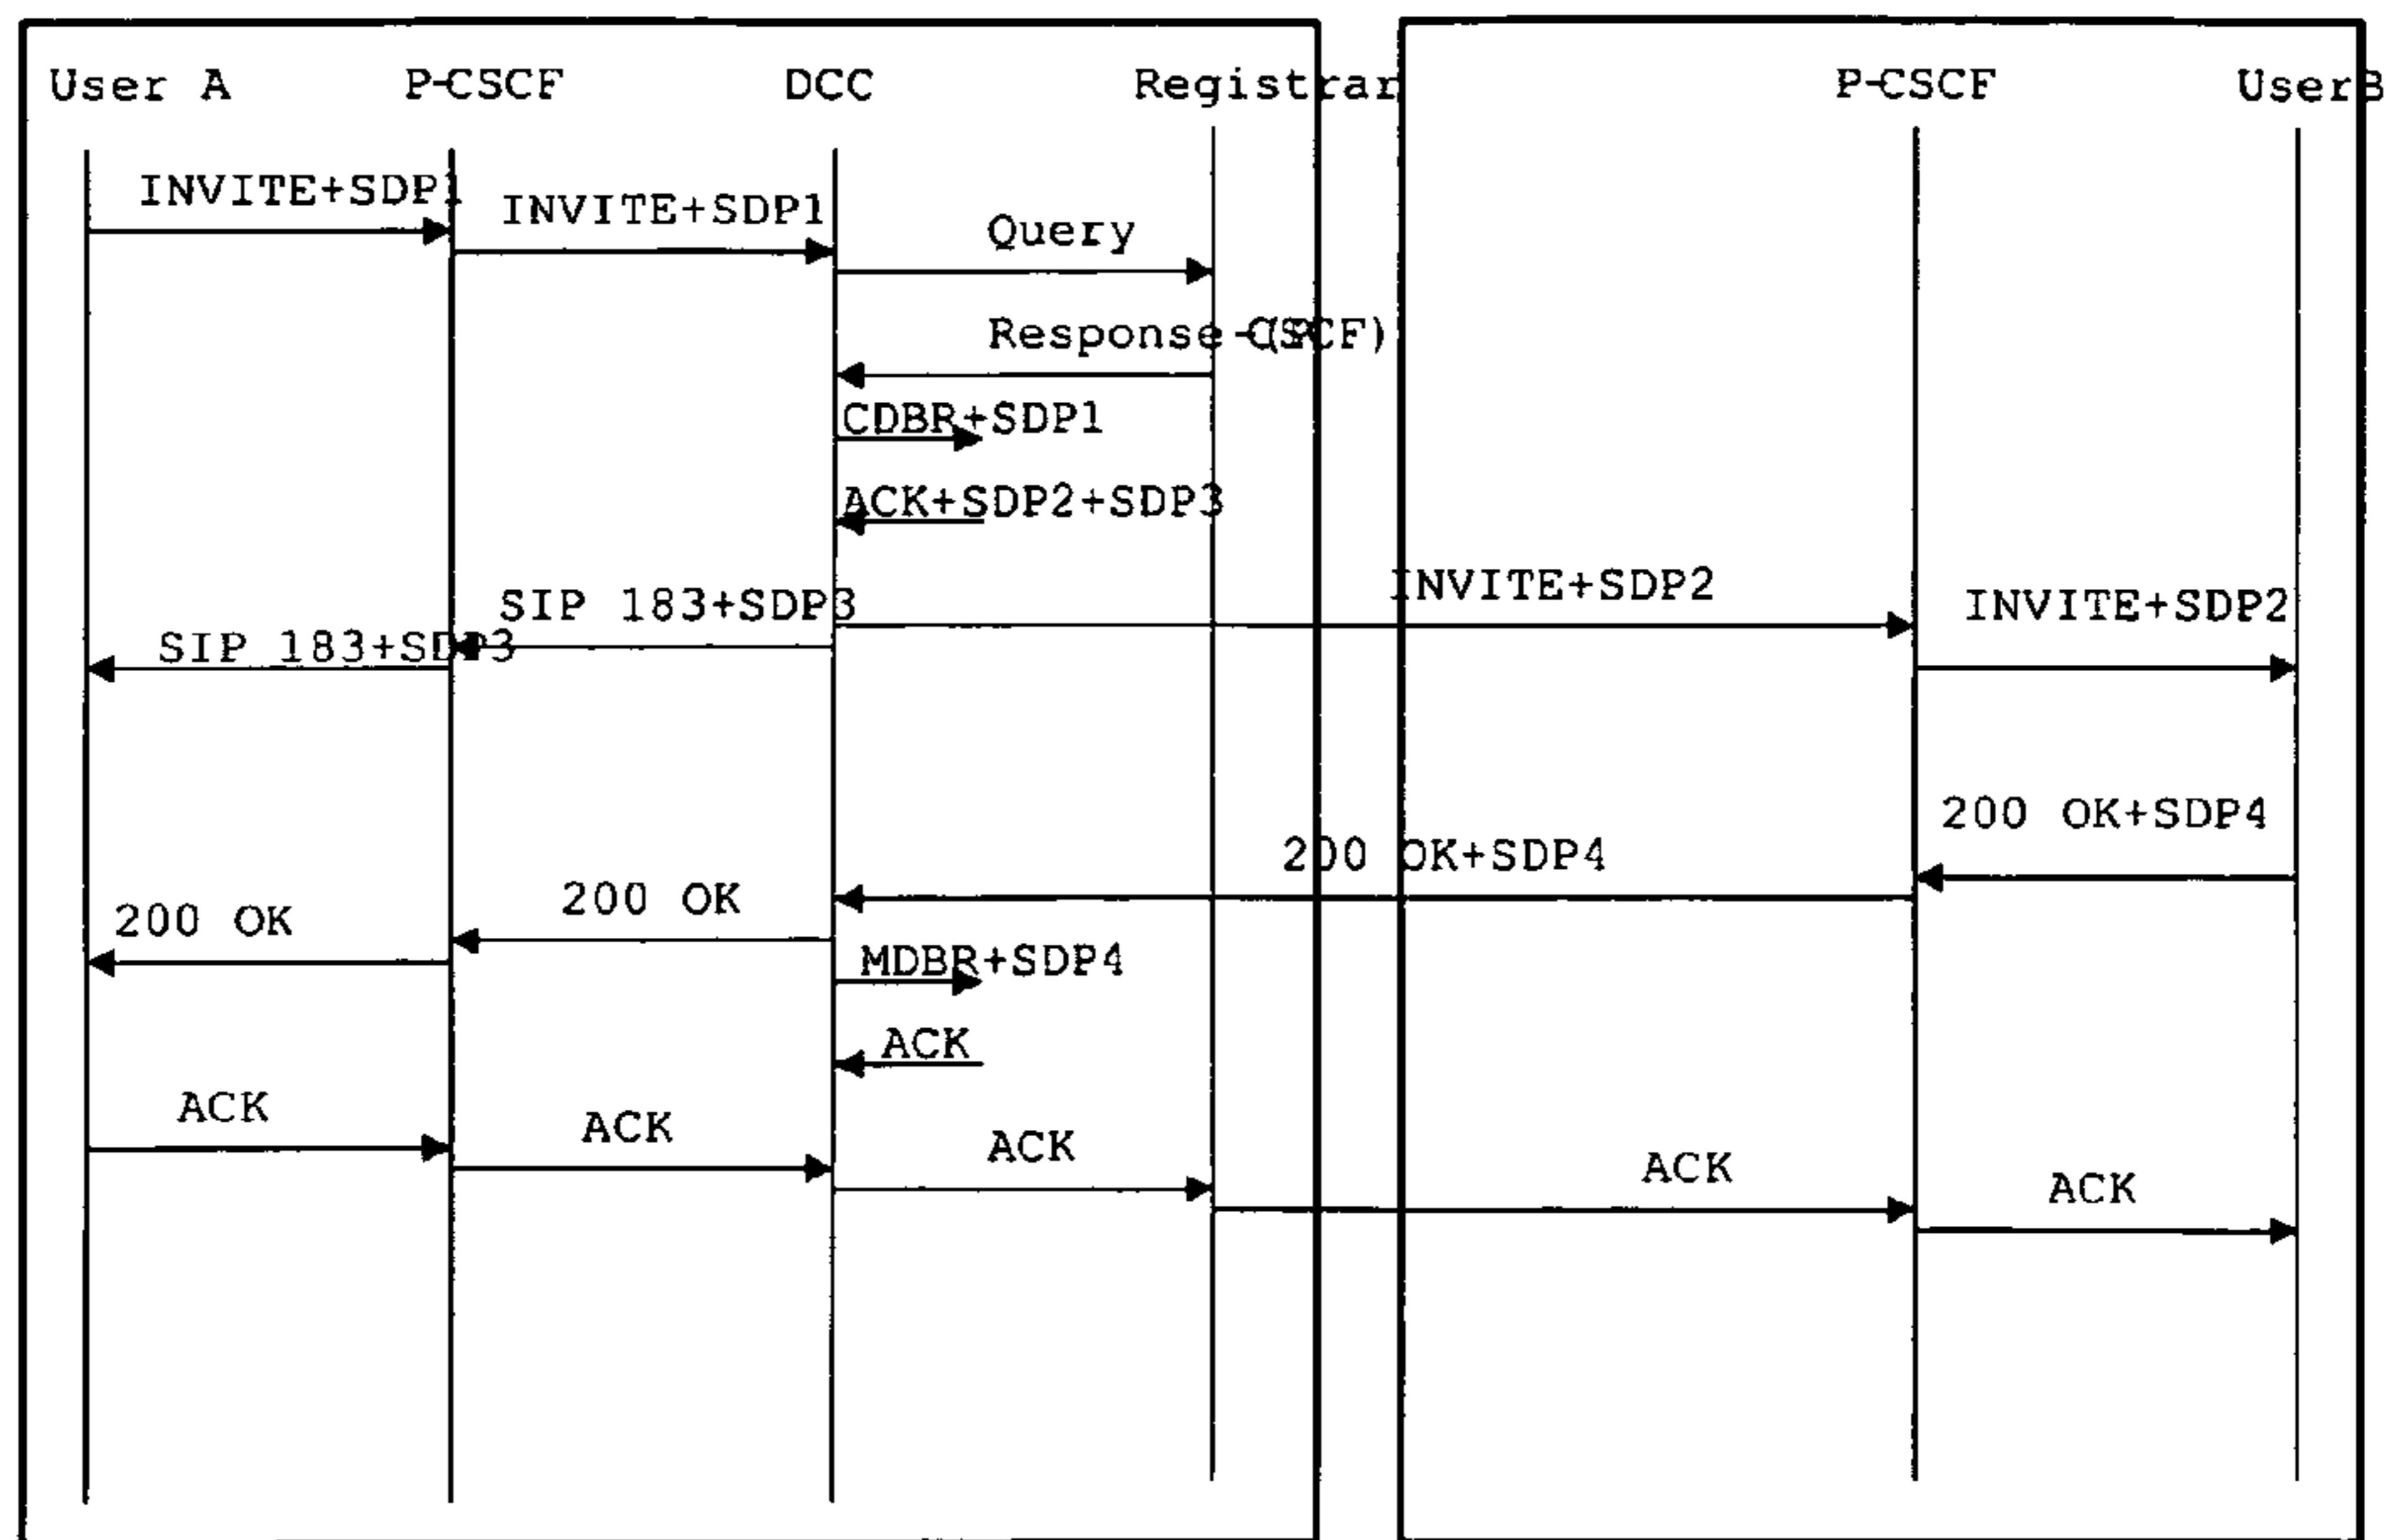 User A
P-CSCF
DCC
Registrar
P-CSCF
UserB
INVITE+SDP1
INVITE+SDP1
Query
Response
CDBR+SDP1
ACK+SDP2+SDP3
INVITE+SDP2
SIP 183+SDP3
INVITE+SDP2
SIP 183+SDP3
200 OK+SDP4
200 OK+SDP4
200 OK
200 OK
MDBR+SDP4
ACK
ACK
ACK
ACK
ACK
ACK